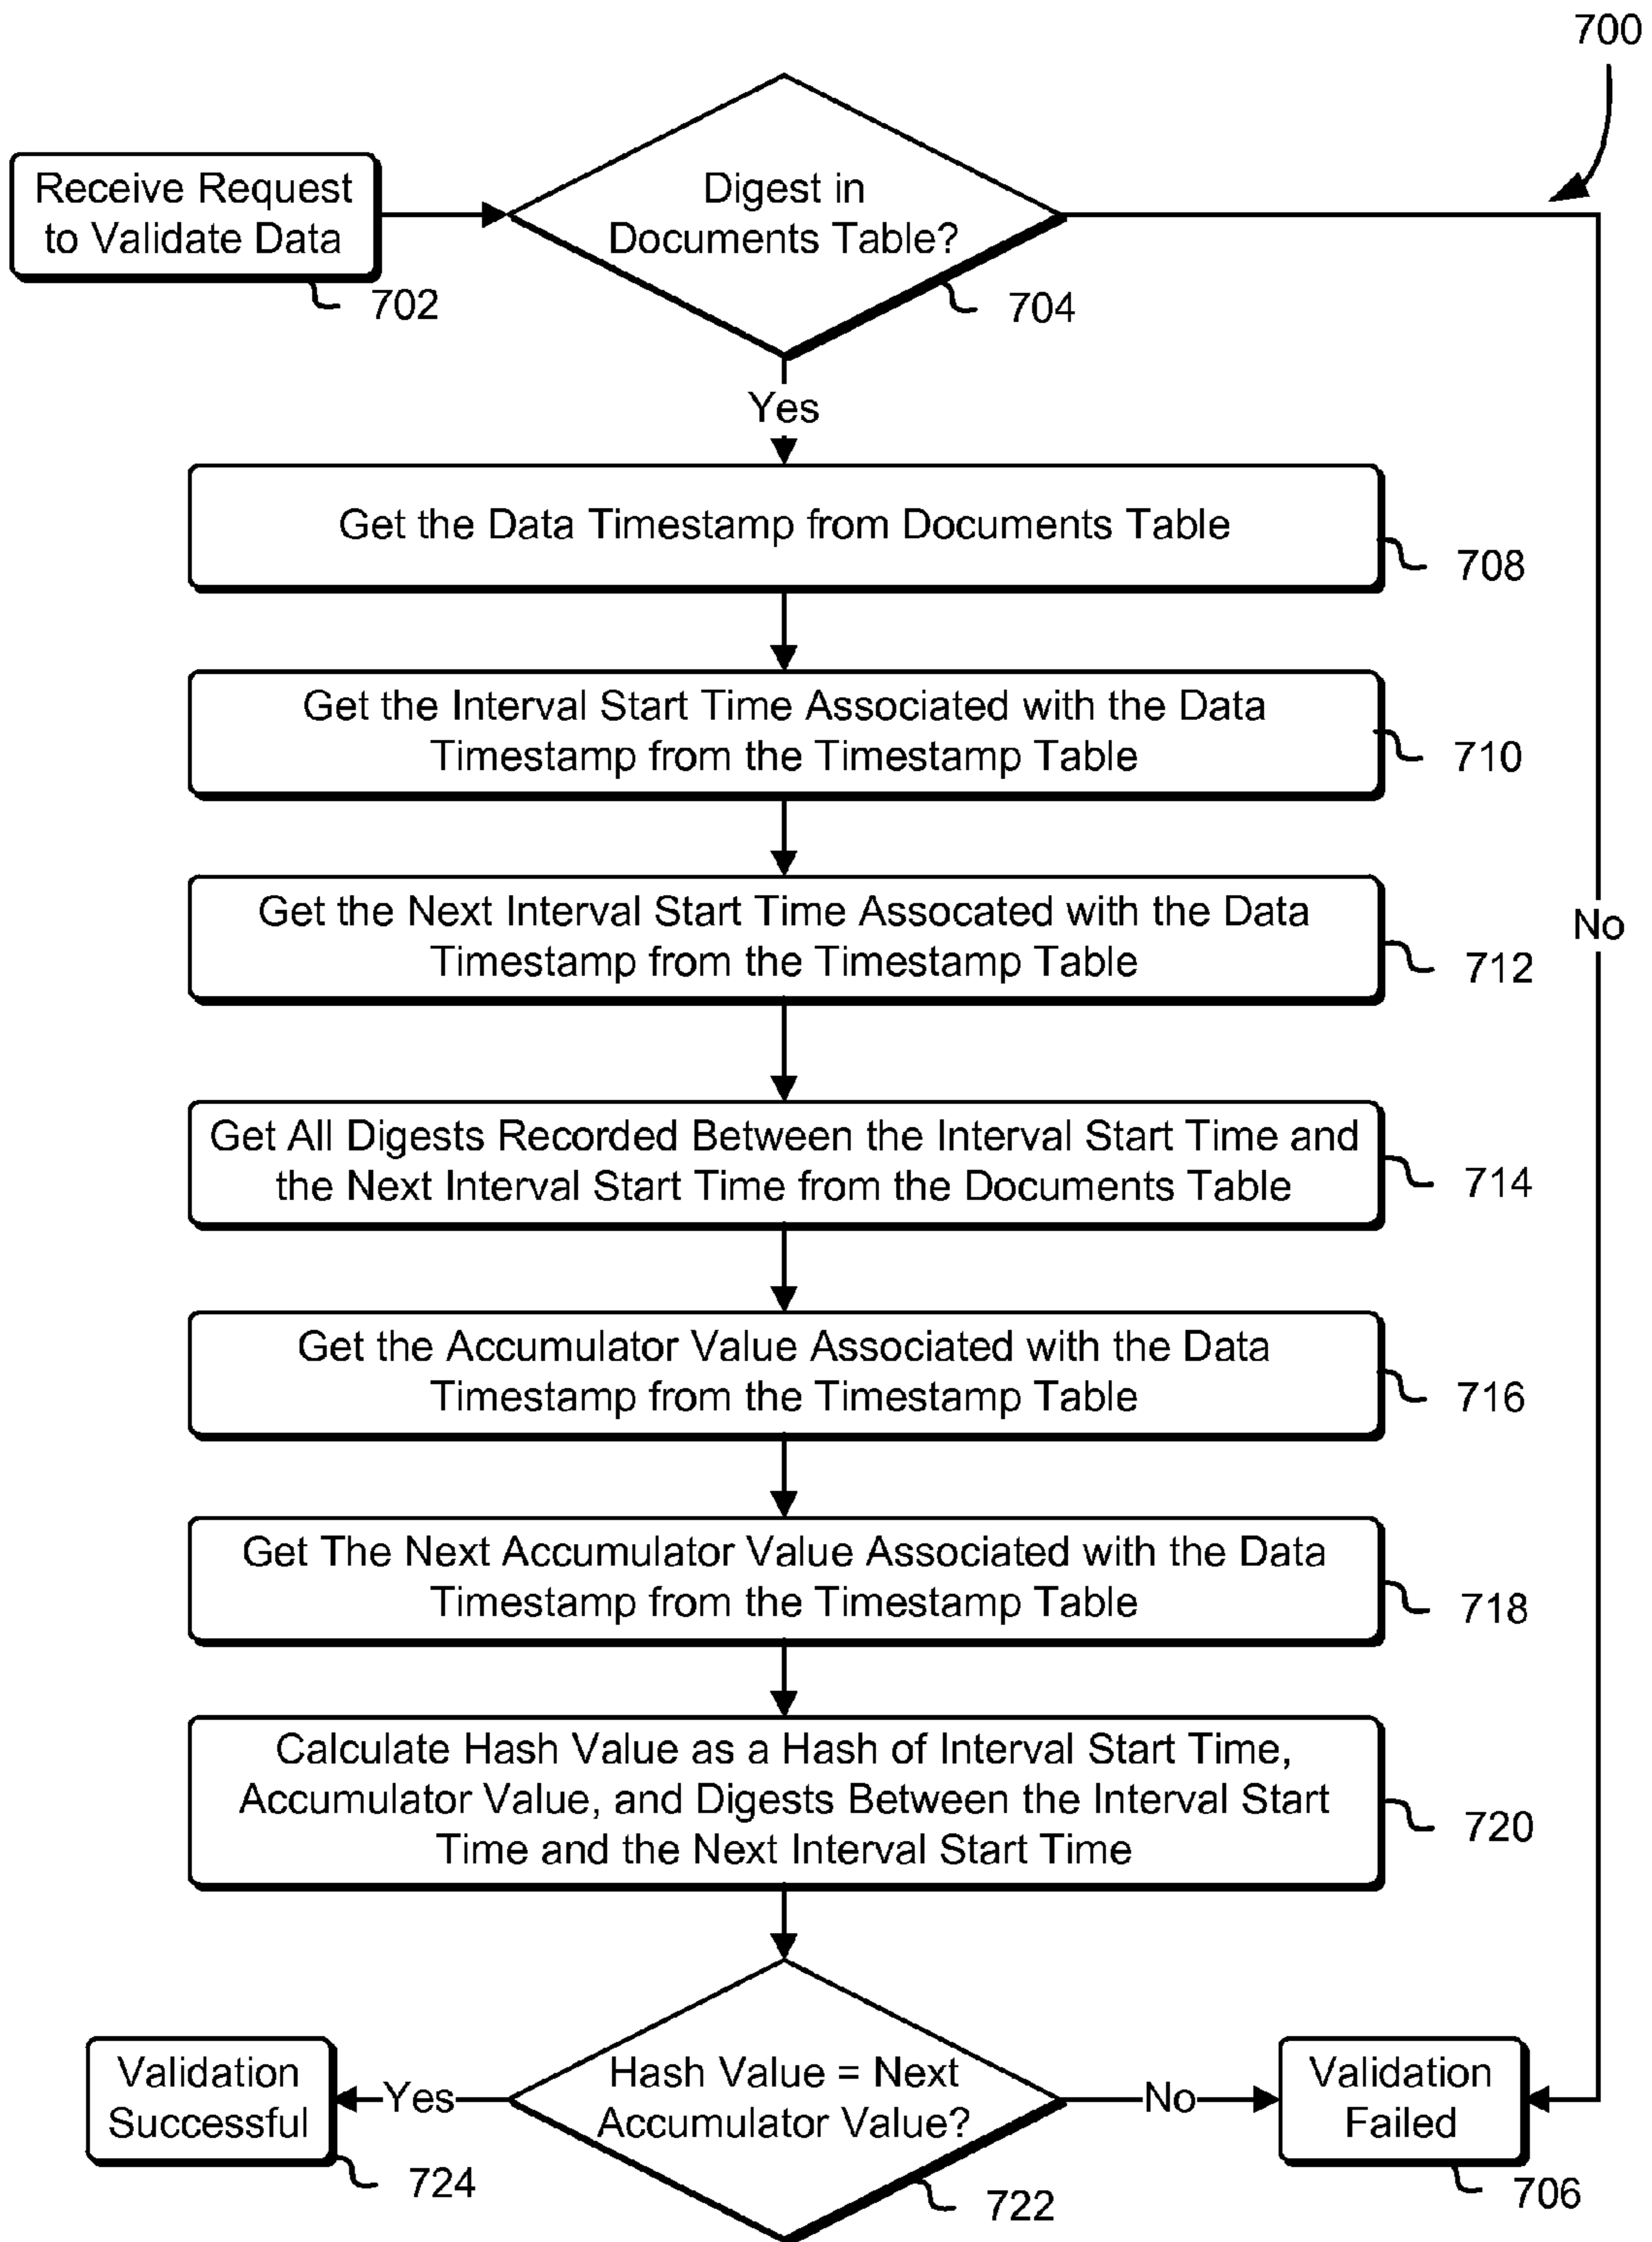 700
Receive Request
to Validate Data
702
Digest in
Documents Table?
704
Yes
Get the Data Timestamp from Documents Table
708
Get the Interval Start Time Associated with the Data
Timestamp from the Timestamp Table
710
Get the Next Interval Start Time Assocated with the Data
Timestamp from the Timestamp Table
712
No
Get All Digests Recorded Between the Interval Start Time and
the Next Interval Start Time from the Documents Table
714
Get the Accumulator Value Associated with the Data
Timestamp from the Timestamp Table
716
Get The Next Accumulator Value Associated with the Data
Timestamp from the Timestamp Table
718
Calculate Hash Value as a Hash of Interval Start Time,
Accumulator Value, and Digests Between the Interval Start
Time and the Next Interval Start Time
720
Validation
Successful
724
Yes
Hash Value = Next
Accumulator Value?
722
No
Validation
Failed
706